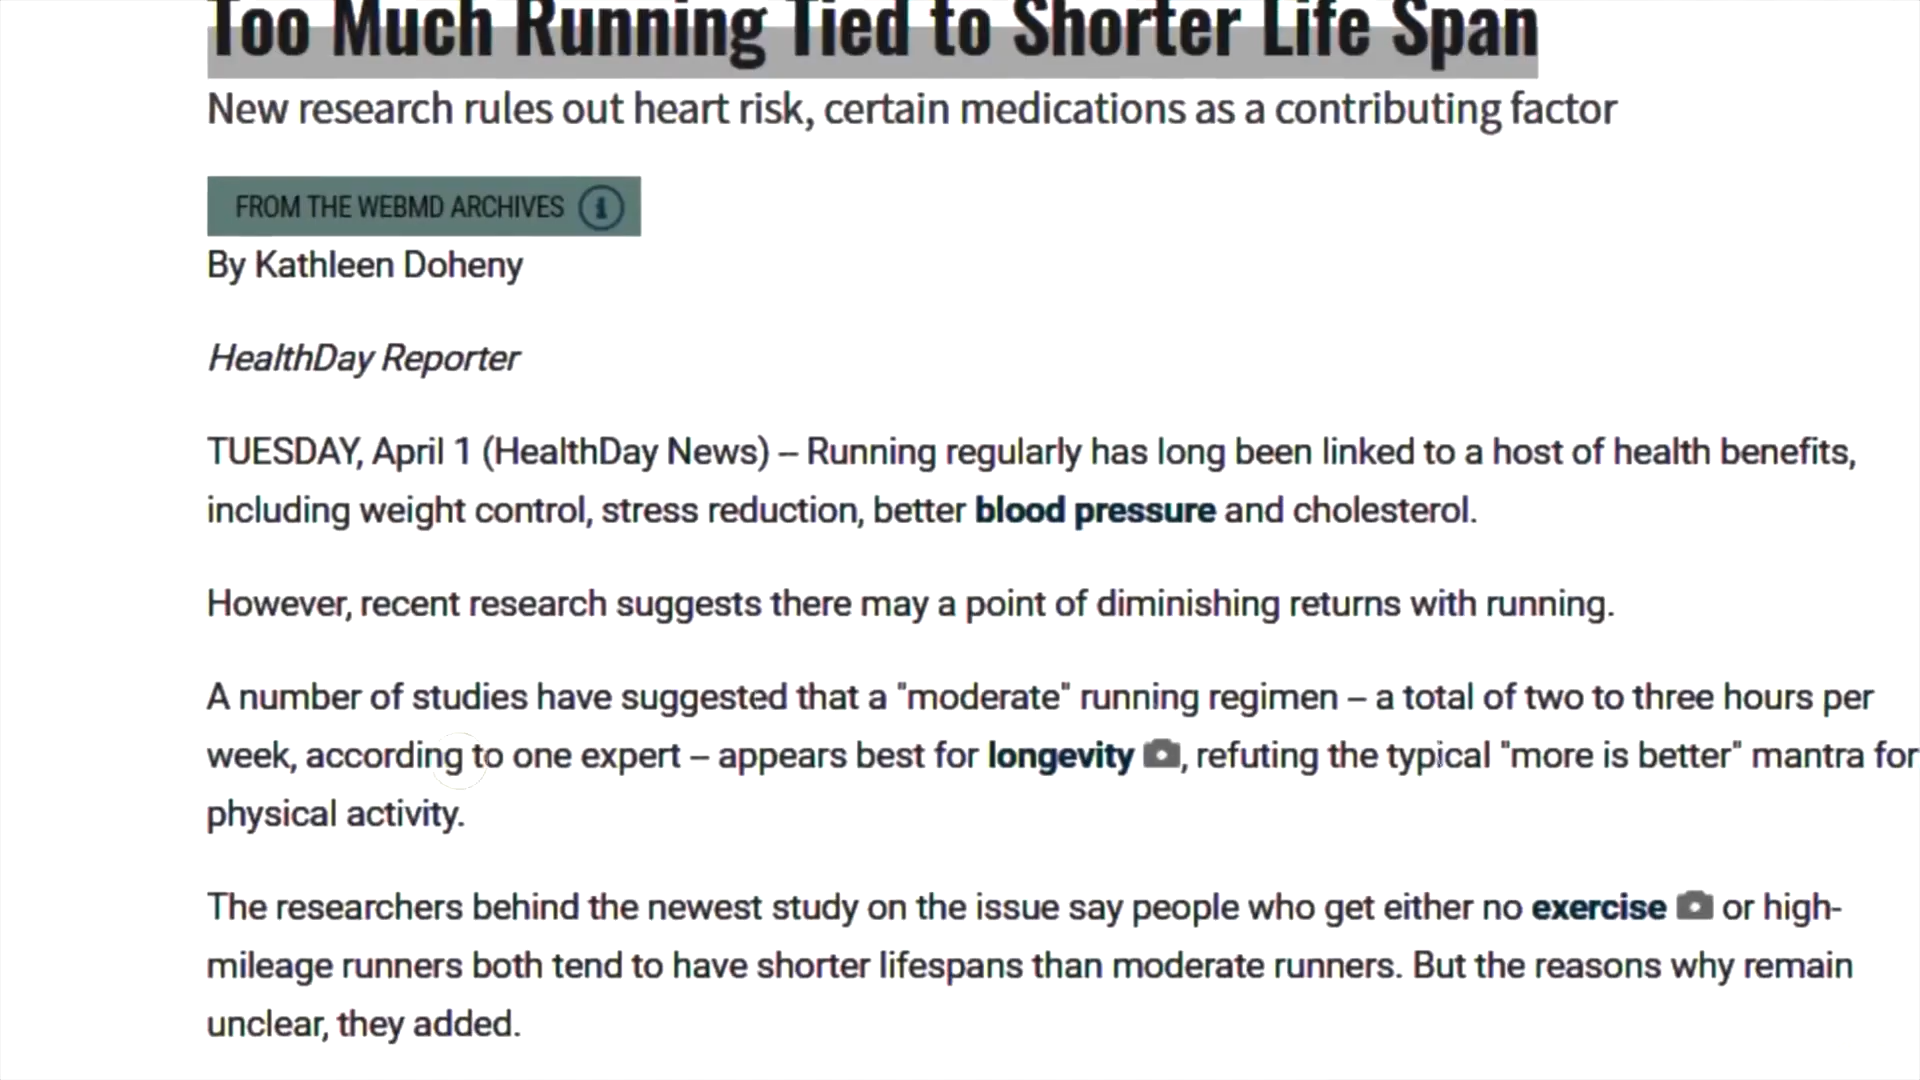 Too Much Running Tied to Shorter Life Span
New research rules out heart risk, certain medications as a contributing factor
FROM THE WEBMD ARCHIVES
By Kathleen Doheny
HealthDay Reporter
TUESDAY, April 1 (HealthDay News) – Running regularly has long been linked to a host of health benefits,
including weight control, stress reduction, better blood pressure and cholesterol.
However, recent research suggests there may a point of diminishing returns with running.
A number of studies have suggested that a "moderate" running regimen – a total of two to three hours per
week, according to one expert – appears best for longevity, refuting the typical "more is better" mantra for
physical activity.
The researchers behind the newest study on the issue say people who get either no exercise or high-
mileage runners both tend to have shorter lifespans than moderate runners. But the reasons why remain
unclear, they added.